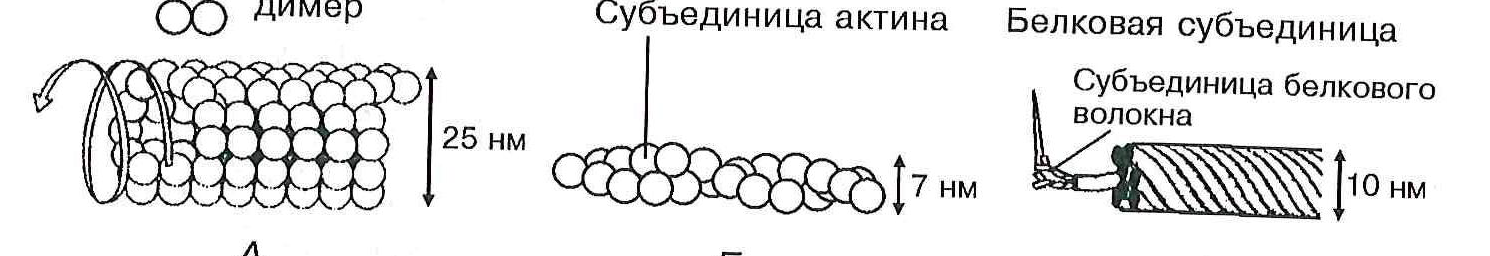 димер
Субъединица актина
Белковая субъединица
Субъединица белкового
волокна
25 нм
7 нм
10 нм